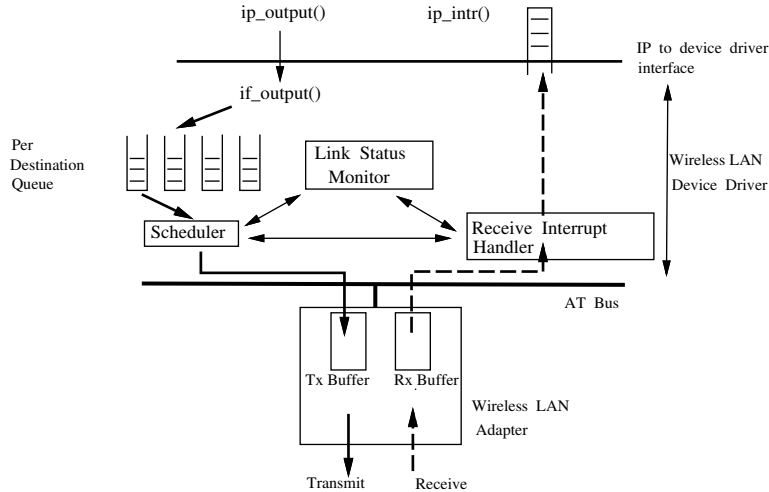 ip_output()
ip_intr()
IP to device driver
interface
if_output()
Per
Destination
Queue
Link Status
Monitor
Wireless LAN
Device Driver
Scheduler
Receive Interrupt
Handler
AT Bus
Tx Buffer
Rx Buffer
Wireless LAN
Adapter
Transmit
Receive